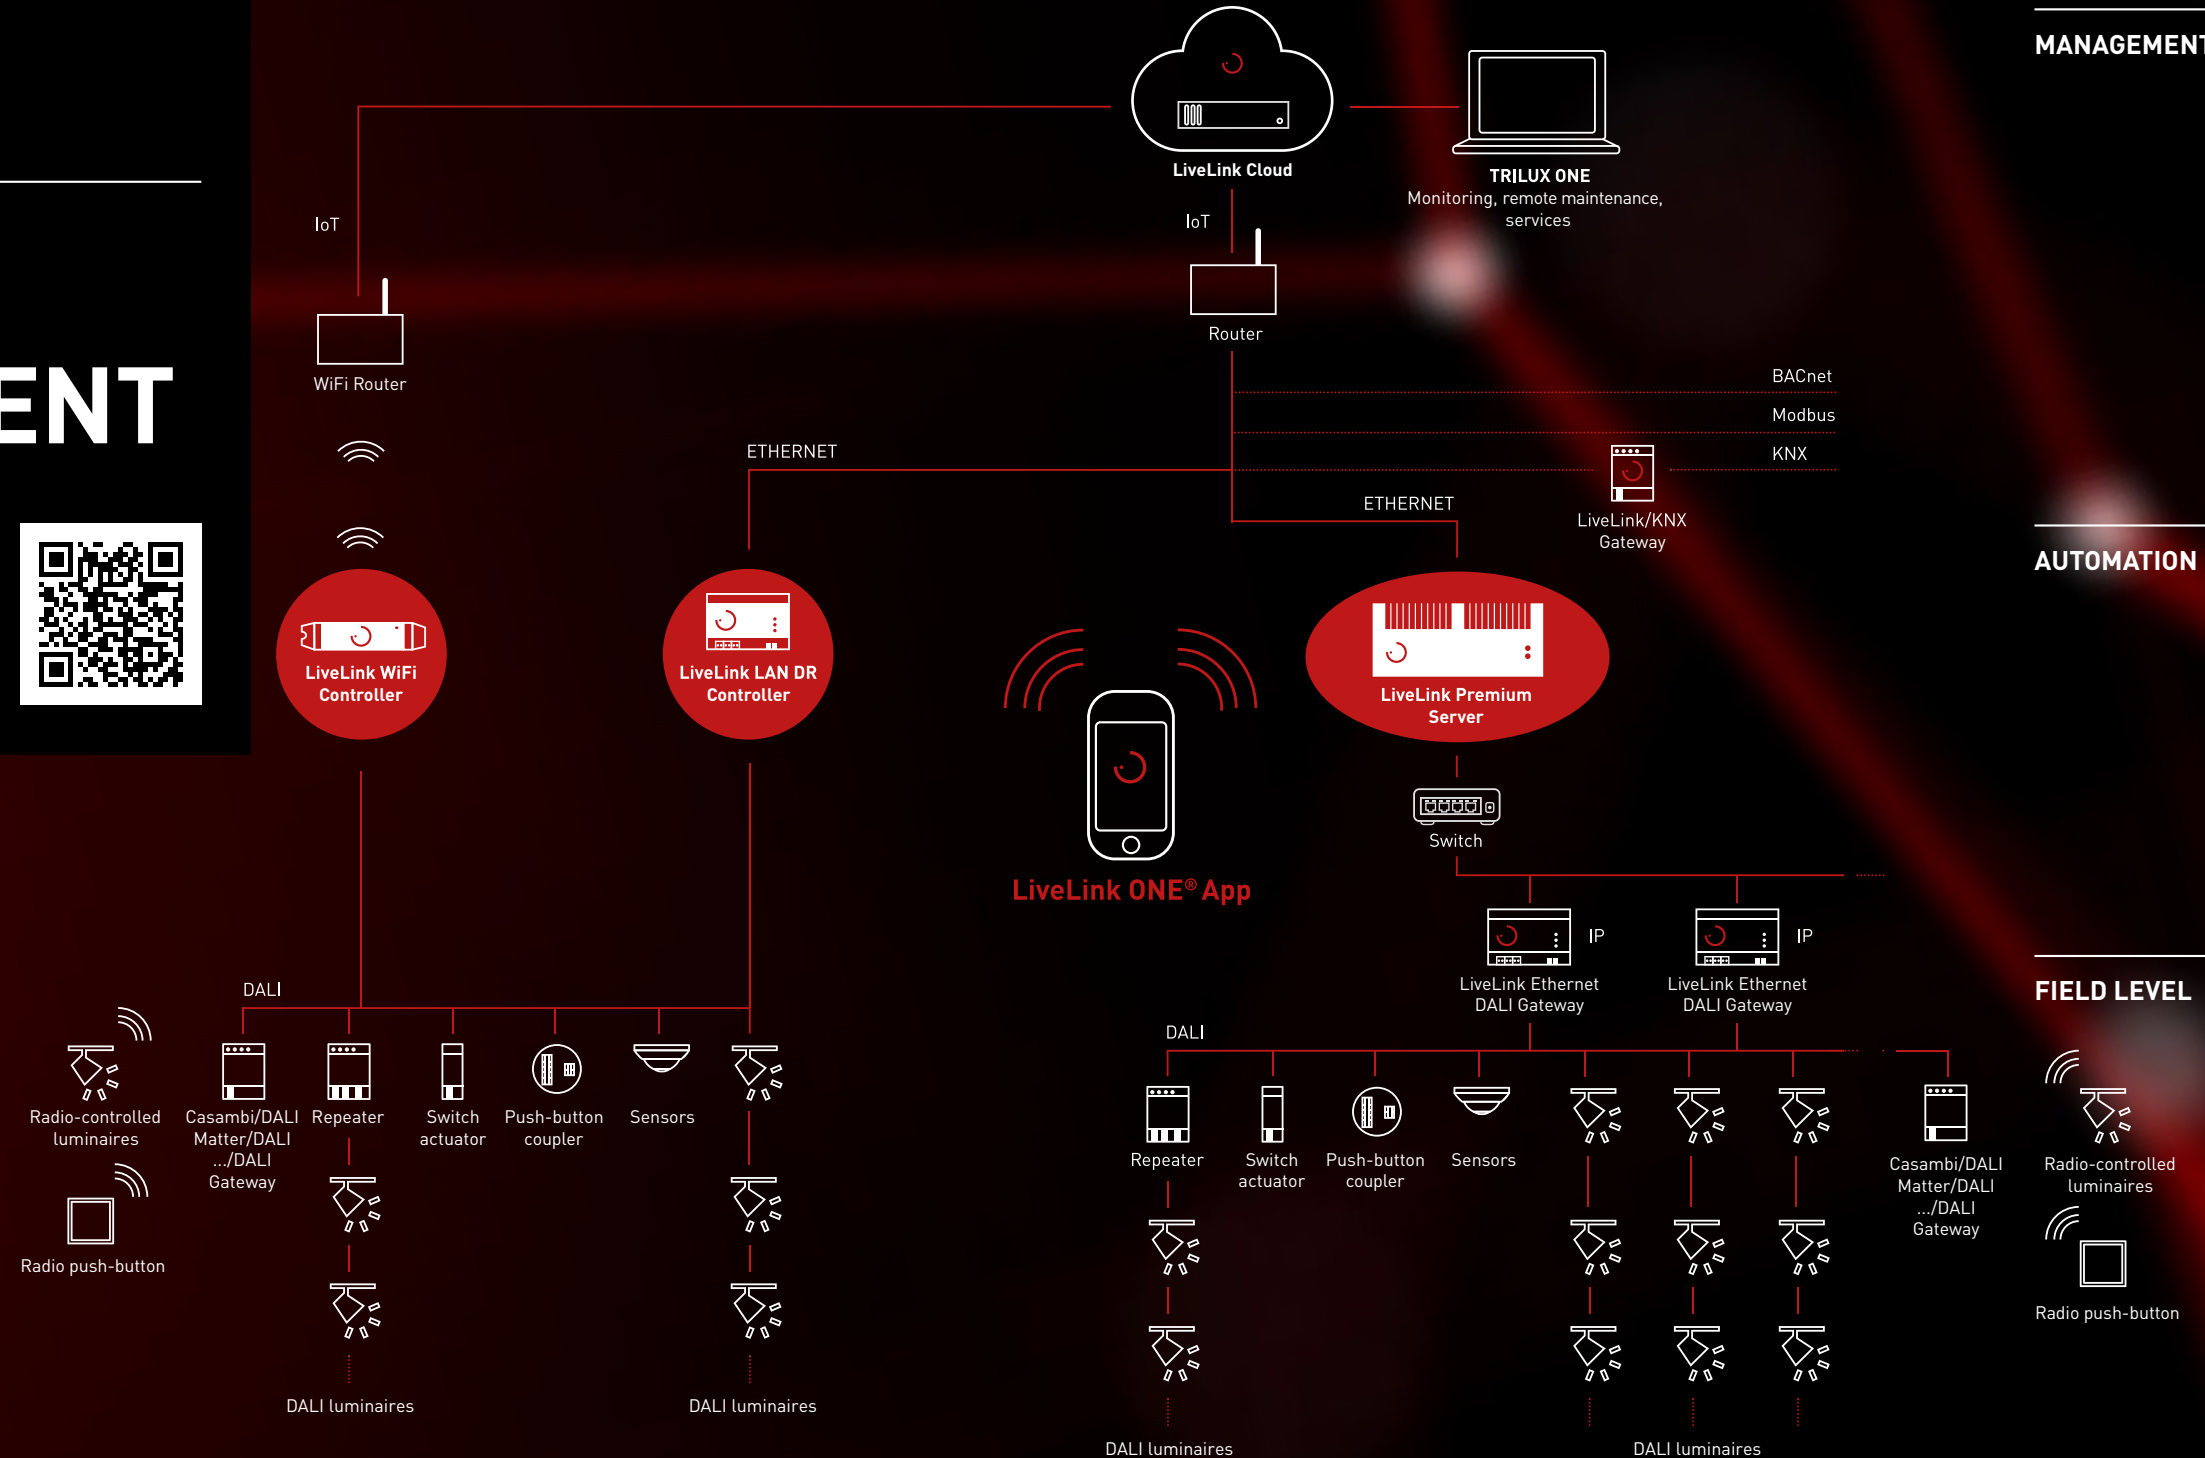 LiveLink Cloud
TRILUX ONE
Monitoring, remote maintenance,
services
MANAGEMENT
IoT
IoT
WiFi Router
Router
ENT
BACnet
Modbus
KNX
ETHERNET
ETHERNET
LiveLink/KNX
Gateway
AUTOMATION
LiveLink WiFi
Controller
LiveLink LAN DR
Controller
LiveLink Premium
Server
Switch
LiveLink ONE® App
IP
IP
LiveLink Ethernet
DALI Gateway
LiveLink Ethernet
DALI Gateway
FIELD LEVEL
DALI
Radio-controlled
luminaires
Casambi/DALI
Matter/DALI
.../DALI
Gateway
Repeater
Switch
actuator
Push-button
coupler
Sensors
Radio push-button
DALI luminaires
DALI luminaires
DALI
Repeater
Switch
actuator
Push-button
coupler
Sensors
Casambi/DALI
Matter/DALI
.../DALI
Gateway
Radio-controlled
luminaires
Radio push-button
DALI luminaires
DALI luminaires